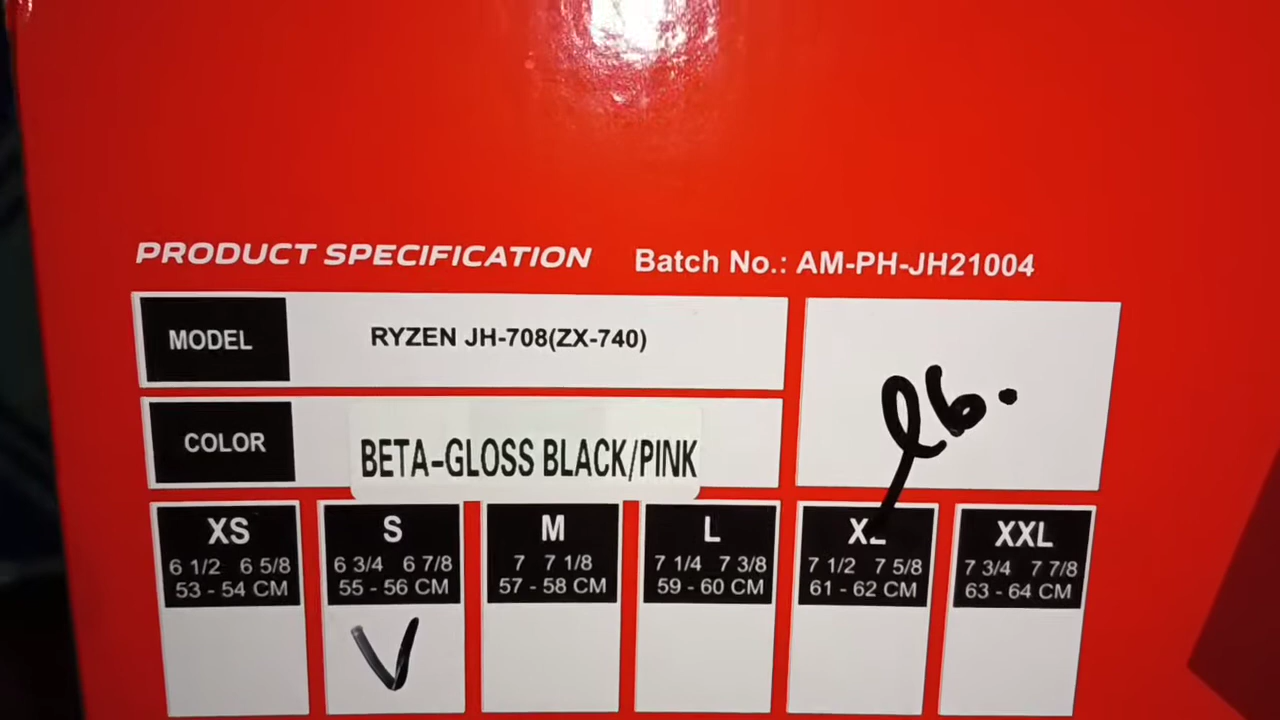 PRODUCT SPECIFICATION Batch No.: AM-PH-JH21004
MODEL RYZEN JH-708(ZX-740)
COLOR BETA-GLOSS BLACK/PINK
XS S M L XL XXL
6 1/2 6 5/8 6 3/4 6 7/8 7 7 1/8 7 1/4 7 3/8 7 1/2 7 5/8 7 3/4 7 7/8
53 - 54 CM 55 - 56 CM 57 - 58 CM 59 - 60 CM 61 - 62 CM 63 - 64 CM